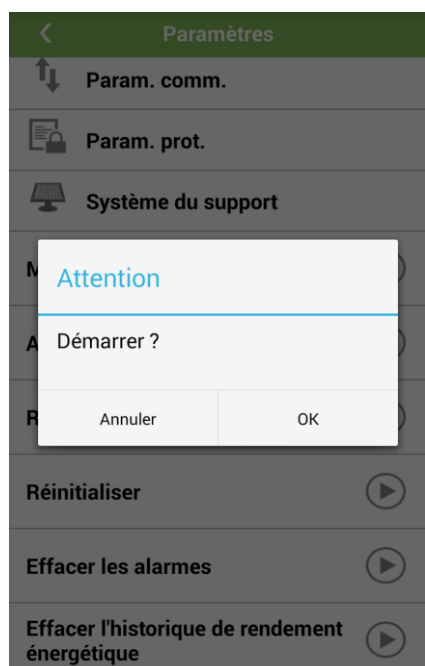 Paramètres
Param. comm.
Param. prot.
Système du support
M
Attention
A
Démarrer ?
R
Annuler
OK
Réinitialiser
Effacer les alarmes
Effacer l'historique de rendement
énergétique